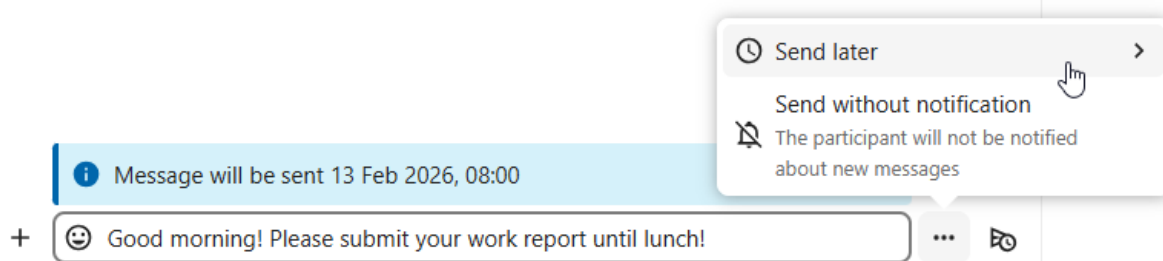 Send later
Send without notification
The participant will not be notified
about new messages
Message will be sent 13 Feb 2026, 08:00
Good morning! Please submit your work report until lunch!